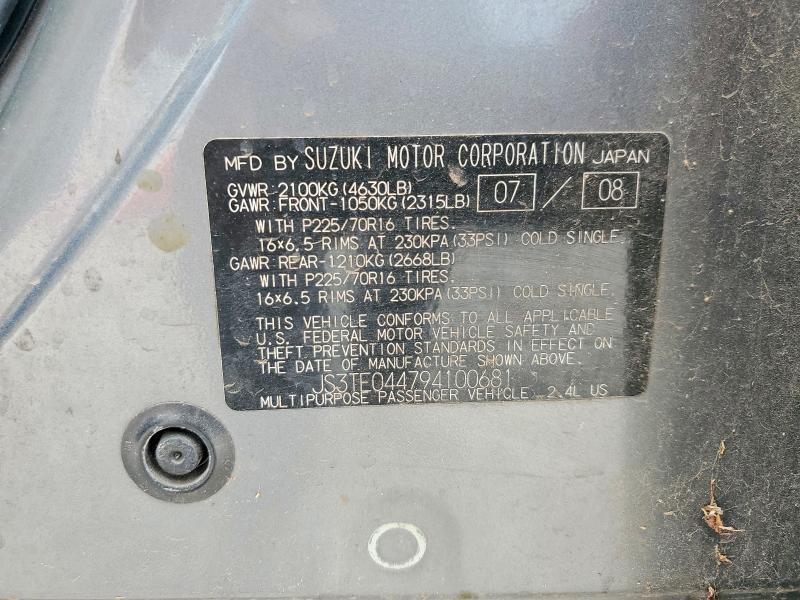 MFD BY SUZUKI MOTOR CORPORATION JAPAN
GVWR 2100KG (4630LB)
GAWR FRONT-1050KG (2315LB) 07 / 08
WITH P225/70R16 TIRES.
16×6.5 RIMS AT 230KPA (33PSI) COLD SINGLE.
GAWR REAR-1210KG (2668LB)
WITH P225/70R16 TIRES.
16×6.5 RIMS AT 230KPA (33PSI) COLD SINGLE.
THIS VEHICLE CONFORMS TO ALL APPLICABLE
U.S. FEDERAL MOTOR VEHICLE SAFETY AND
THEFT PREVENTION STANDARDS IN EFFECT ON
THE DATE OF MANUFACTURE SHOWN ABOVE.
JS3TE044794100681
MULTIPURPOSE PASSENGER VEHICLE 2.4L US